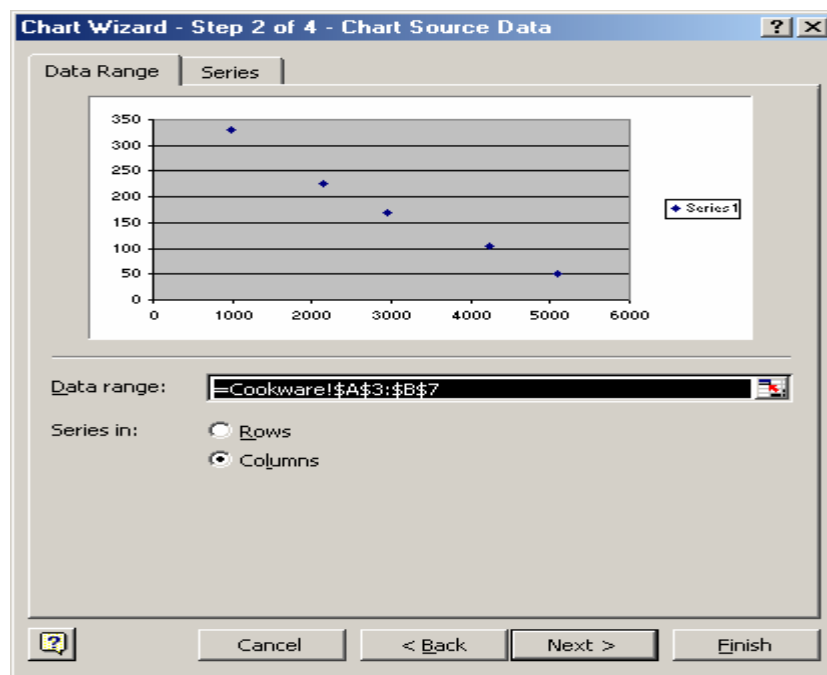 Chart Wizard - Step 2 of 4 - Chart Source Data
Data Range
Series
350
300
250
200
150
100
50
0
0 1000 2000 3000 4000 5000 6000
Series1
Data range:
=Cookware!$A$3:$B$7
Series in:
Rows
Columns
Cancel
< Back
Next >
Finish